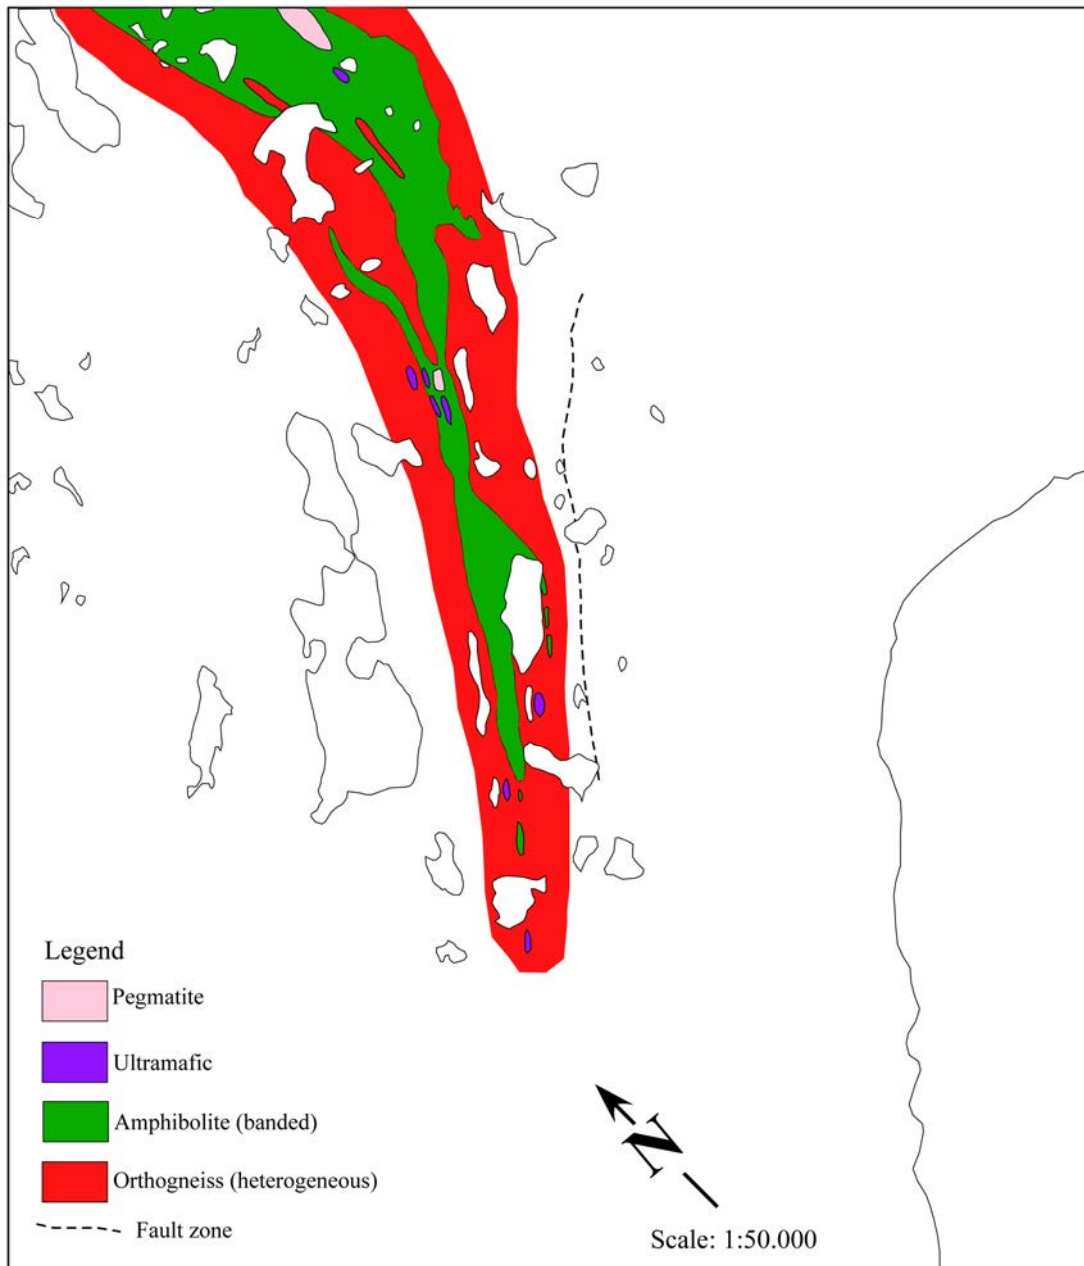 Legend
Pegmatite
Ultramafic
Amphibolite (banded)
Orthogneiss (heterogeneous)
Fault zone
N
Scale: 1:50.000